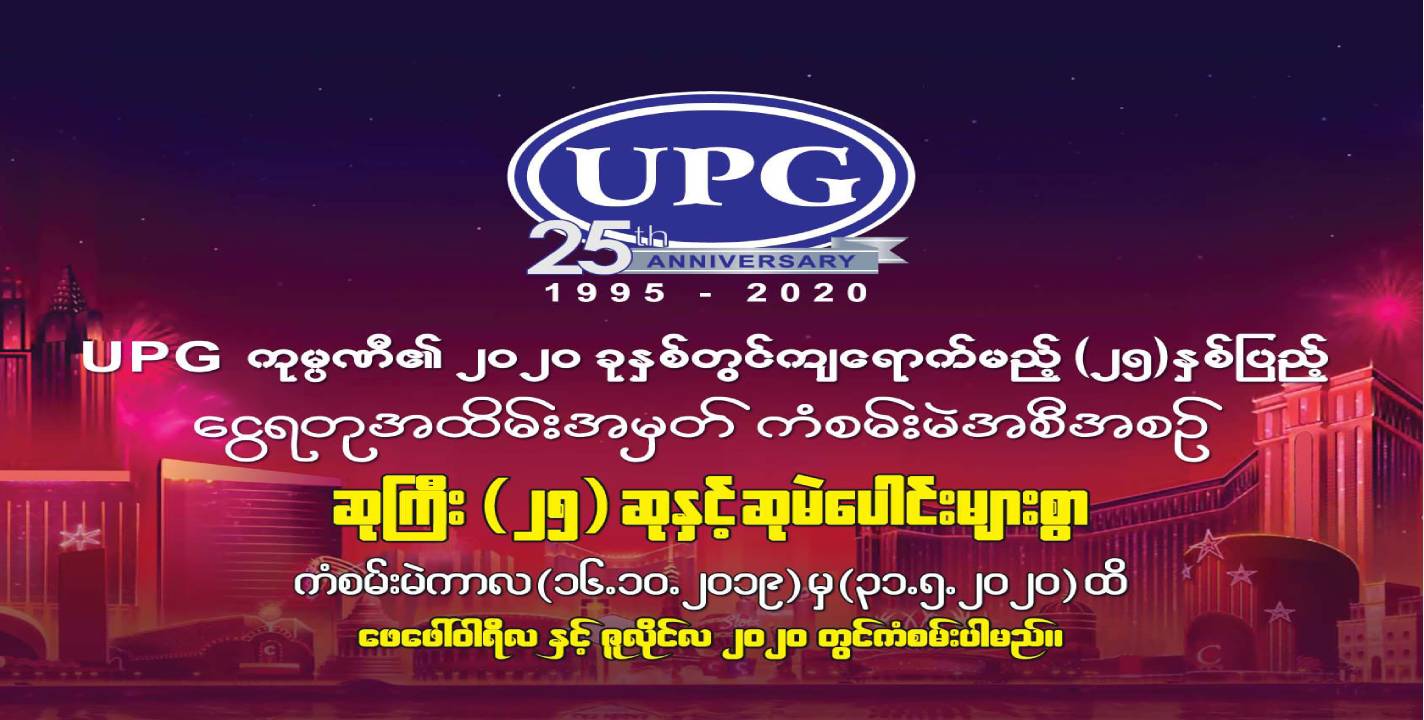 UPG
25th
ANNIVERSARY
1995 - 2020
UPG ကုမ္ပဏီ၏ ၂၀၂၀ ခုနှစ်တွင်ကျရောက်မည့် (၂၅)နှစ်ပြည့်
ငွေရတုအထိမ်းအမှတ် ကံစမ်းမဲအစီအစဉ်
ဆုကြီး (၂၅) ဆုနှင့်ဆုမဲပေါင်းများစွာ
ကံစမ်းမဲကာလ(၁၆.၁၀.၂၀၁၉)မှ(၃၁.၅.၂၀၂၀)ထိ
ဖေဖေါ်ဝါရီလ နှင့် ဇူလိုင်လ ၂၀၂၀ တွင်ကံစမ်းပါမည်။